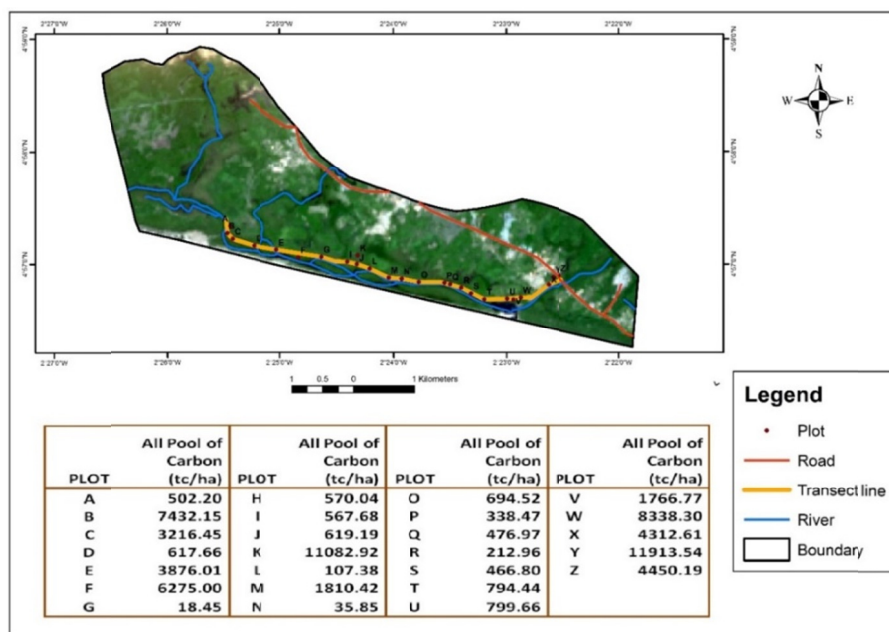 2°27'0"W 2°26'0"W 2°25'0"W 2°24'0"W 2°23'0"W 2°22'0"W
N
W E
S
C E G K L M N O P Q R S T U W
2°27'0"W 2°26'0"W 2°25'0"W 2°24'0"W 2°23'0"W 2°22'0"W
1 0.5 0 1 Kilometers
Legend
Plot
Road
Transect line
River
Boundary
All Pool of All Pool of All Pool of All Pool of
Carbon Carbon Carbon Carbon
PLOT (tc/ha) PLOT (tc/ha) PLOT (tc/ha) PLOT (tc/ha)
A 502.20 H 570.04 O 694.52 V 1766.77
B 7432.15 I 567.68 P 338.47 W 8338.30
C 3216.45 J 619.19 Q 476.97 X 4312.61
D 617.66 K 11082.92 R 212.96 Y 11913.54
E 3876.01 L 107.38 S 466.80 Z 4450.19
F 6275.00 M 1810.42 T 794.44
G 18.45 N 35.85 U 799.66